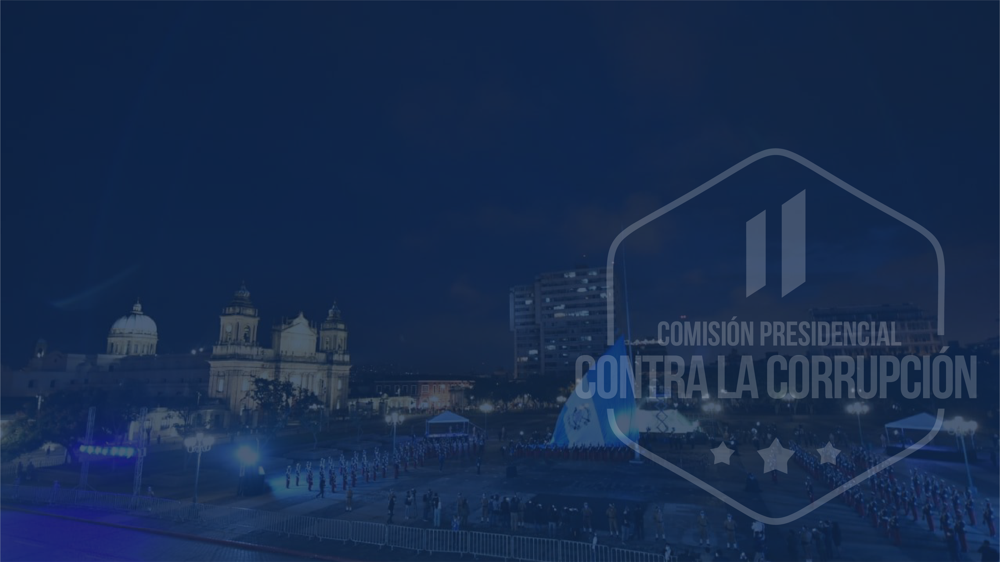 COMISIÓN PRESIDENCIAL
CONTRA LA CORRUPCIÓN